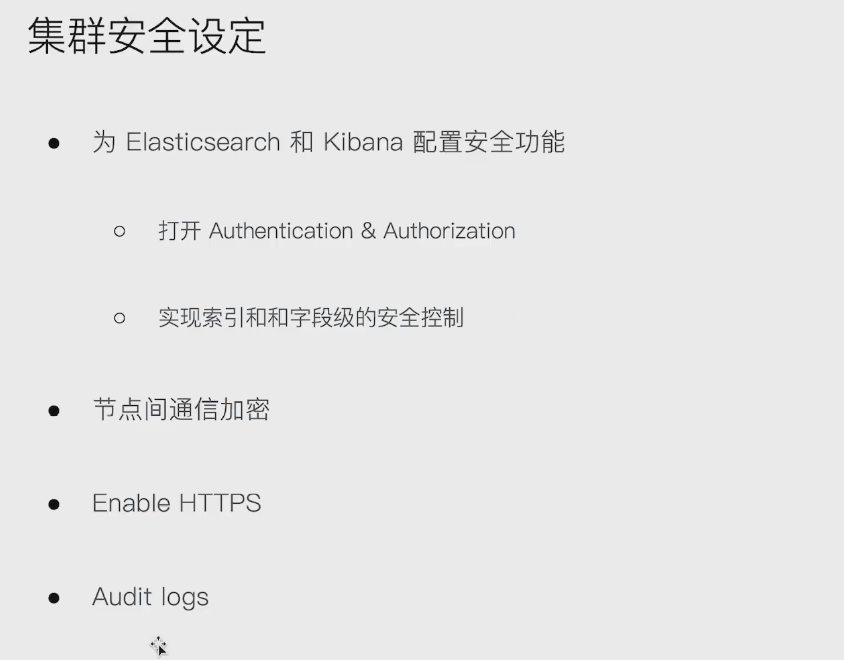 集群安全设定
为 Elasticsearch 和 Kibana 配置安全功能
打开 Authentication & Authorization
实现索引和和字段级的安全控制
节点间通信加密
Enable HTTPS
Audit logs